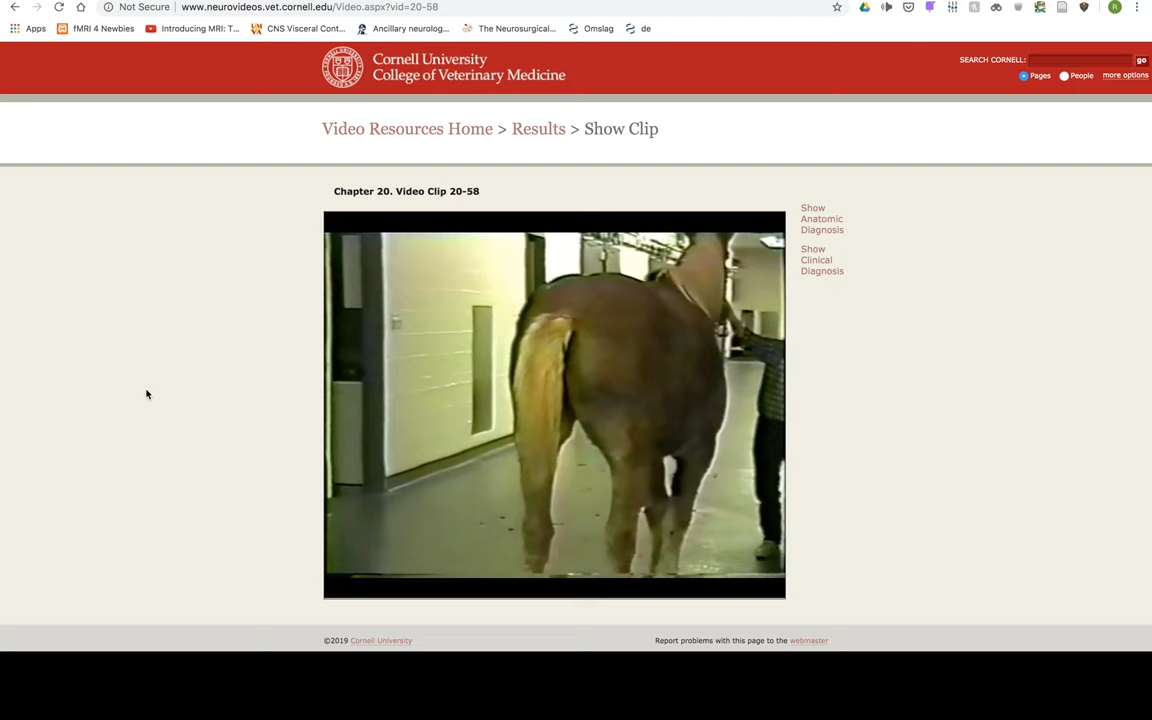 Not Secure | www.neurovideos.vet.cornell.edu/Video.aspx?vid=20-58
Apps fMRI 4 Newbies Introducing MRI: T... CNS Visceral Cont... Ancillary neurolog... The Neurosurgical... Omslag de
Cornell University
College of Veterinary Medicine
SEARCH CORNELL: go
Pages People more options
Video Resources Home > Results > Show Clip
Chapter 20. Video Clip 20-58
Show
Anatomic
Diagnosis
Show
Clinical
Diagnosis
©2019 Cornell University
Report problems with this page to the webmaster